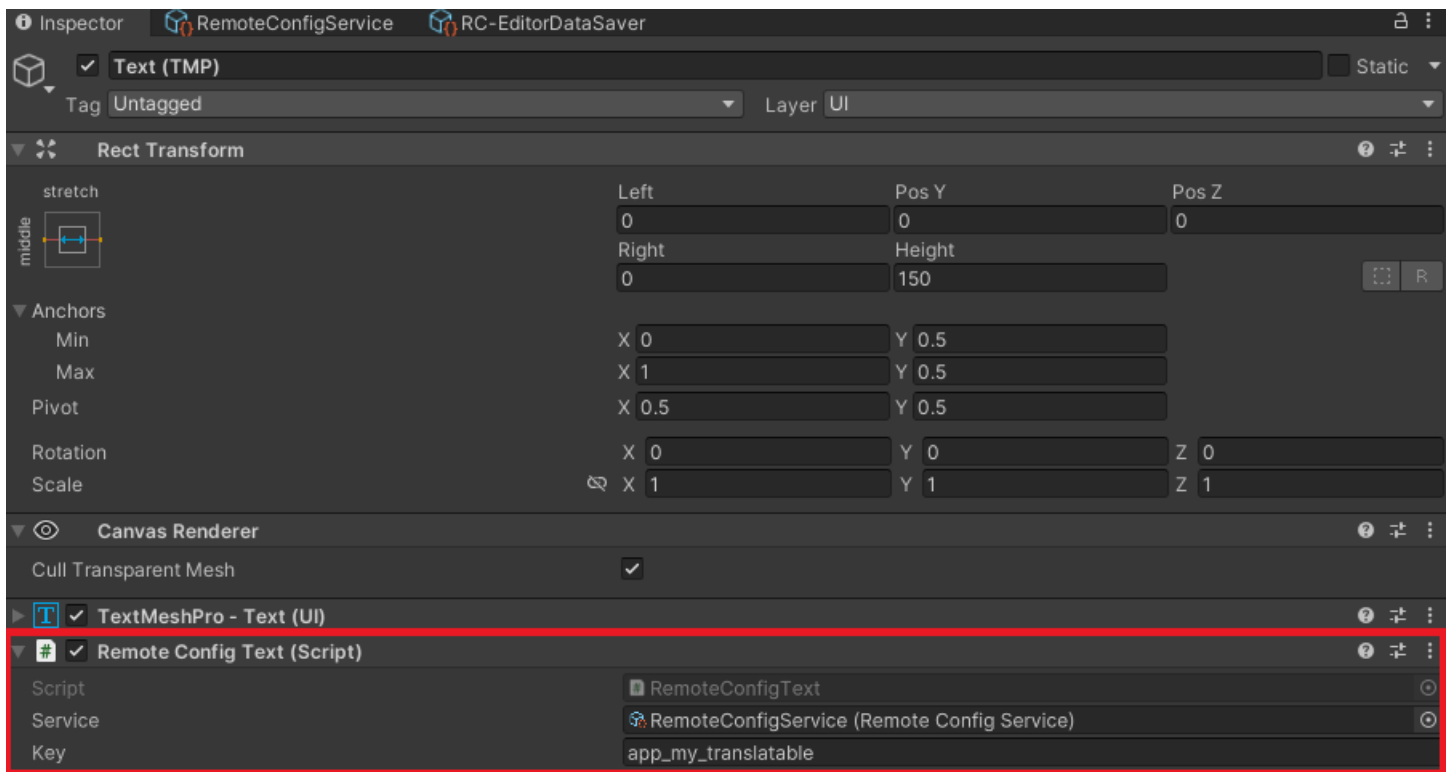 Inspector RemoteConfigService RC-EditorDataSaver
Text (TMP) Static
Tag Untagged Layer UI
Rect Transform
stretch Left Pos Y Pos Z
middle 0 0 0
Right Height
0 150 R
Anchors
Min X 0 Y 0.5
Max X 1 Y 0.5
Pivot X 0.5 Y 0.5
Rotation X 0 Y 0 Z 0
Scale X 1 Y 1 Z 1
Canvas Renderer
Cull Transparent Mesh
T TextMeshPro - Text (UI)
# Remote Config Text (Script)
Script # RemoteConfigText
Service RemoteConfigService (Remote Config Service)
Key app_my_translatable